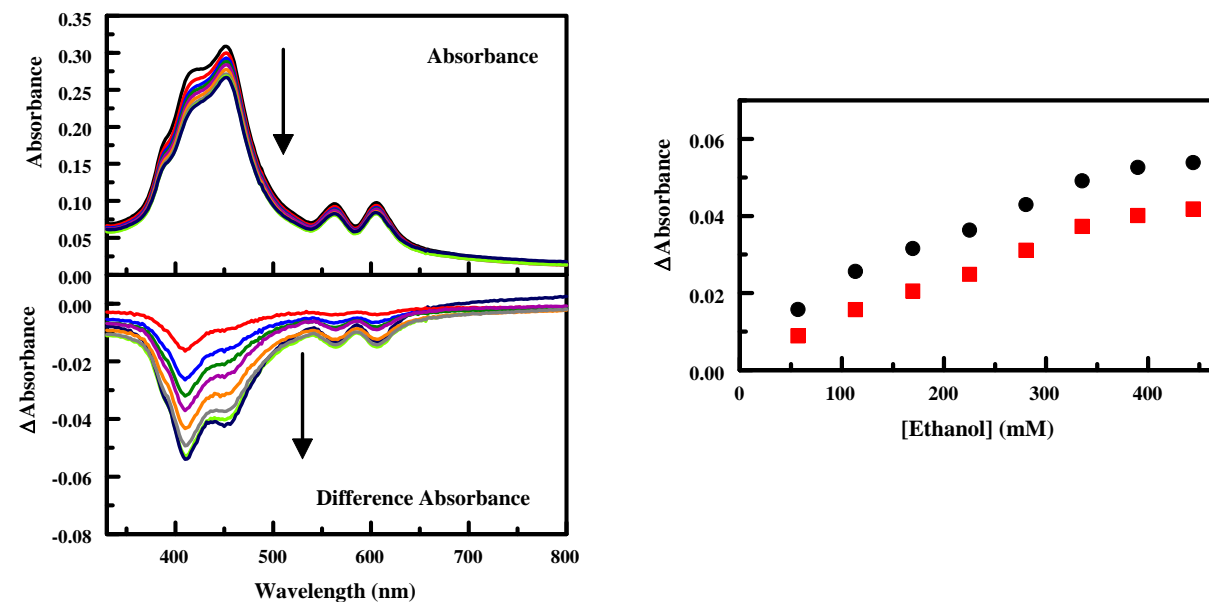 0.35
0.30
0.25
0.20
0.15
0.10
0.05
0.00
Absorbance
Absorbance
0.00
-0.02
-0.04
-0.06
-0.08
ΔAbsorbance
Difference Absorbance
400 500 600 700 800
Wavelength (nm)
0.06
0.04
0.02
0.00
ΔAbsorbance
0 100 200 300 400
[Ethanol] (mM)